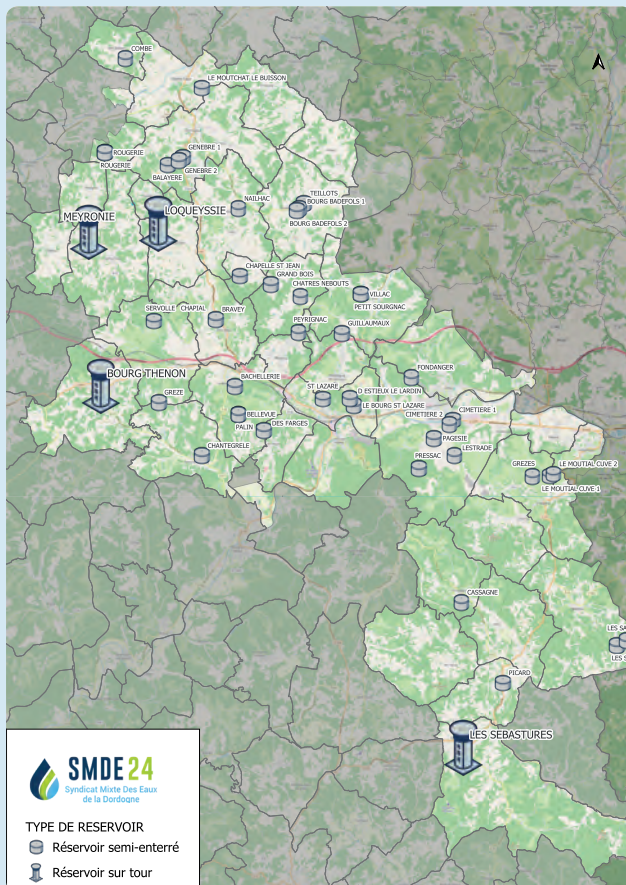 COMBE
LE MOUTCHAT LE BUISSON
ROUGERIE
ROUGERIE
GENEBRE 1
GENEBRE 2
BALAYERE
MEYRONIE
LOQUEYSSIE
NAILHAC
TEILLOTS
BOURG BADEFOLS 1
BOURG BADEFOLS 2
CHAPELLE ST JEAN
GRAND BOIS
CHATRES NEBOUTS
VILLAC
PETIT SOURGNAC
SERVOLLE
CHAPIAL
BRAVEY
PEYRIGNAC
GUILLAUMAUX
BOURG THENON
GREZE
BACHELLERIE
FONDANGER
ST LAZARE
D ESTIEUX LE LARDIN
LE BOURG ST LAZARE
CIMETIERE 1
CIMETIERE 2
BELLEVUE
PALIN
DES FARGES
PAGESIE
CHANTEGRELE
PRESSAC
LESTRADE
GREZES
LE MOUTIAL CUVE 2
LE MOUTIAL CUVE 1
CASSAGNE
LES SA
LES S
PICARD
LES SEBASTURES
SMDE 24
Syndicat Mixte Des Eaux
de la Dordogne
TYPE DE RESERVOIR
Réservoir semi-enterré
Réservoir sur tour